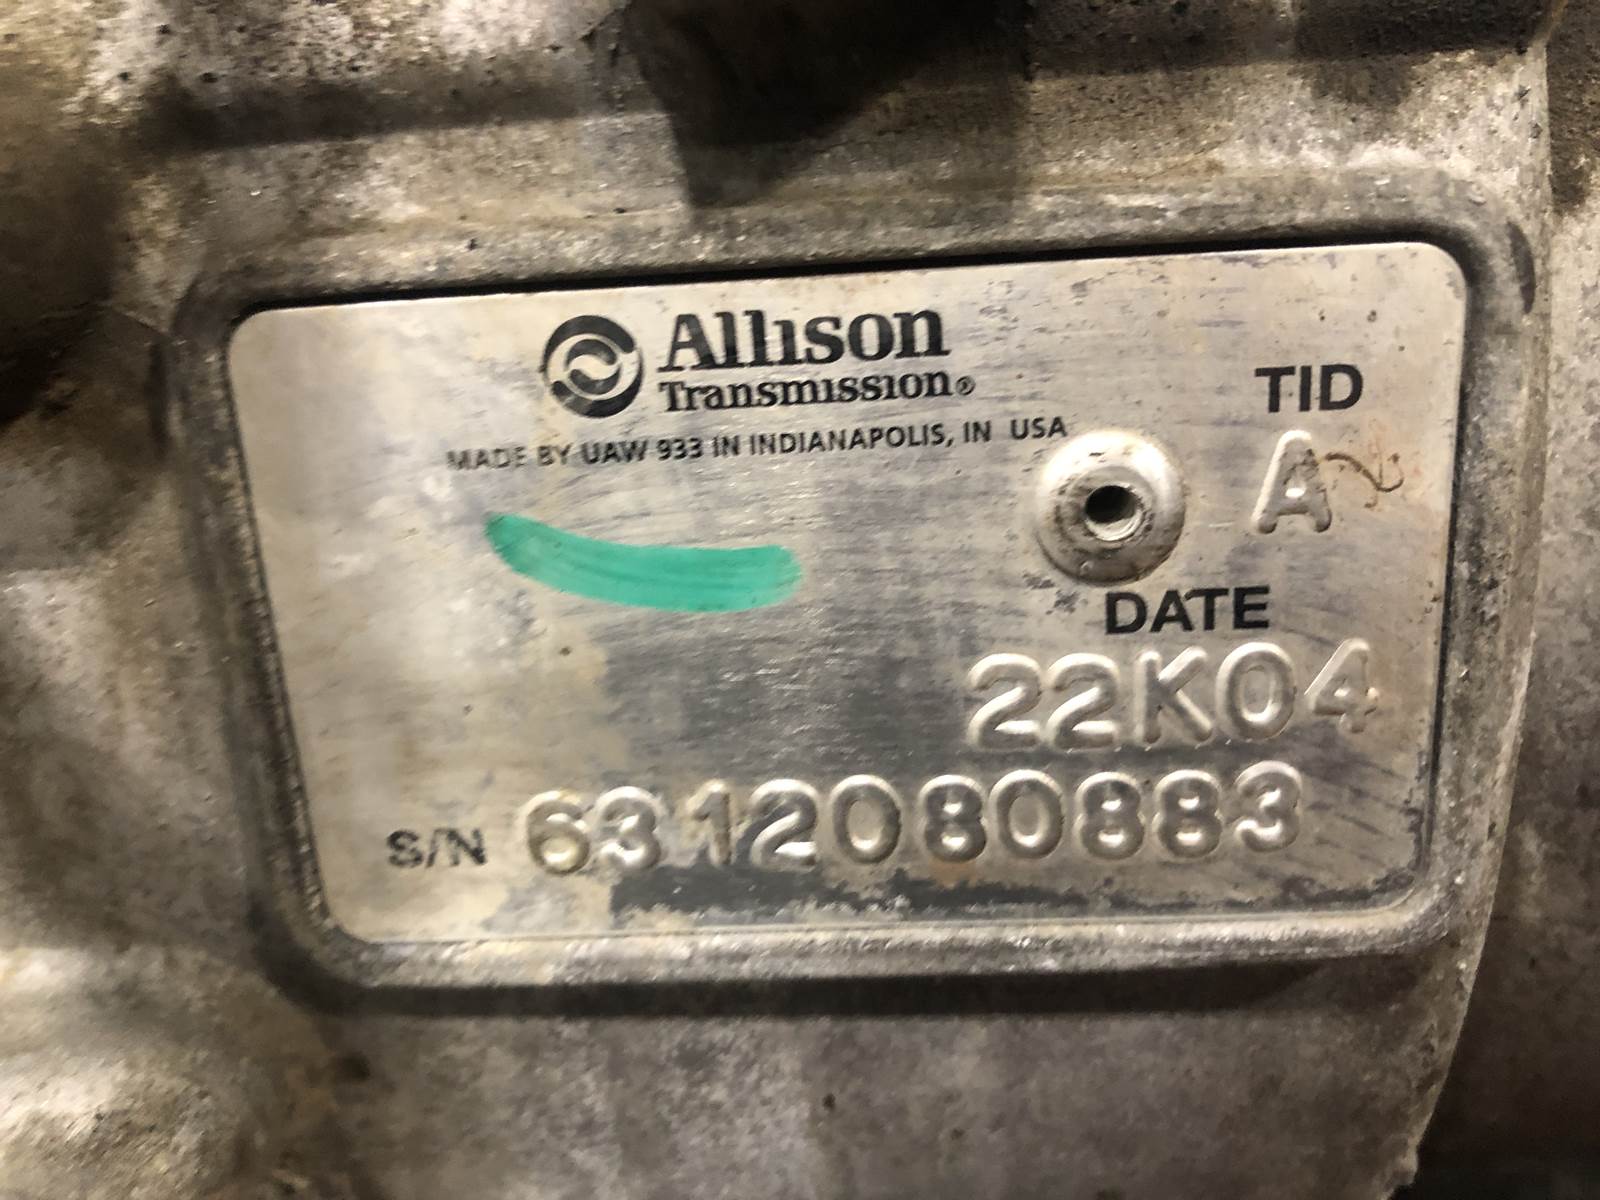 Allison
Transmission®
MADE BY UAW 933 IN INDIANAPOLIS, IN USA
TID
A
DATE
22K04
S/N 6312080883